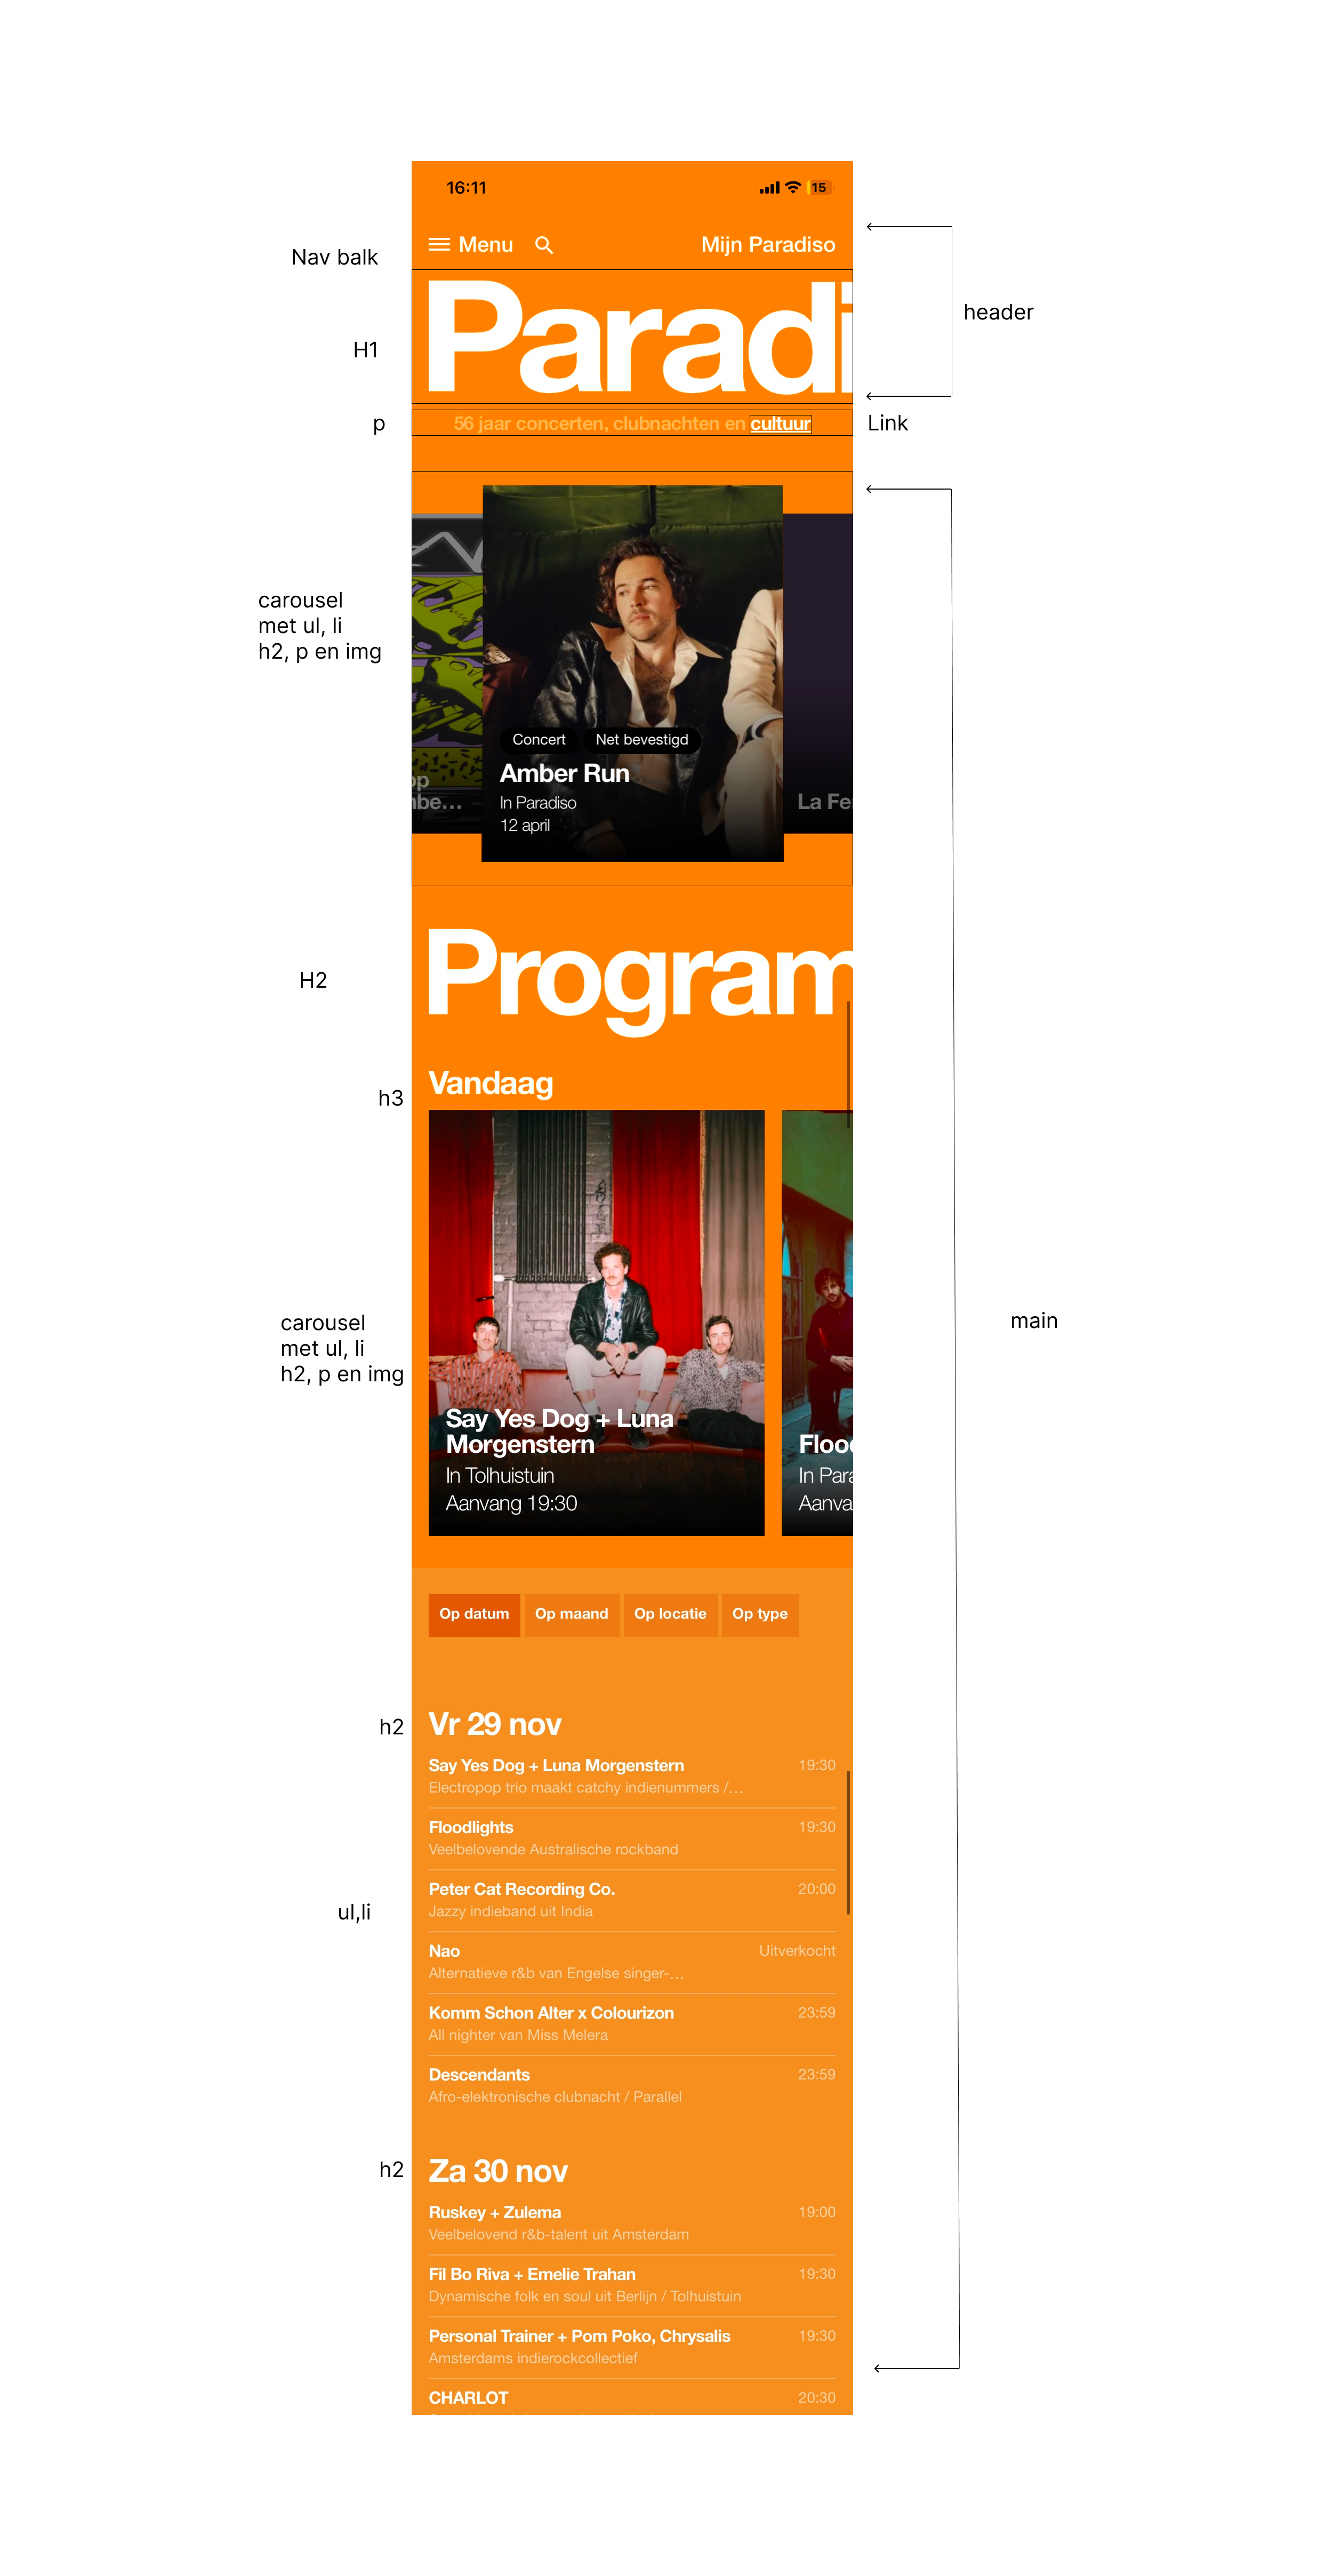 16:11
15
Nav balk
Menu
Mijn Paradiso
header
H1
Paradi
p
56 jaar concerten, clubnachten en cultuur
Link
carousel
met ul, li
h2, p en img
Concert
Net bevestigd
Amber Run
In Paradiso
12 april
op
nbe...
La Fe
H2
Program
h3
Vandaag
carousel
met ul, li
h2, p en img
main
Say Yes Dog + Luna
Morgenstern
In Tolhuistuin
Aanvang 19:30
Floo
In Para
Aanva
Op datum
Op maand
Op locatie
Op type
h2
Vr 29 nov
Say Yes Dog + Luna Morgenstern 19:30
Electropop trio maakt catchy indienummers /...
Floodlights 19:30
Veelbelovende Australische rockband
ul,li
Peter Cat Recording Co. 20:00
Jazzy indieband uit India
Nao Uitverkocht
Alternatieve r&b van Engelse singer-...
Komm Schon Alter x Colourizon 23:59
All nighter van Miss Melera
Descendants 23:59
Afro-elektronische clubnacht / Parallel
h2
Za 30 nov
Ruskey + Zulema 19:00
Veelbelovend r&b-talent uit Amsterdam
Fil Bo Riva + Emelie Trahan 19:30
Dynamische folk en soul uit Berlijn / Tolhuistuin
Personal Trainer + Pom Poko, Chrysalis 19:30
Amsterdams indierockcollectief
CHARLOT 20:30